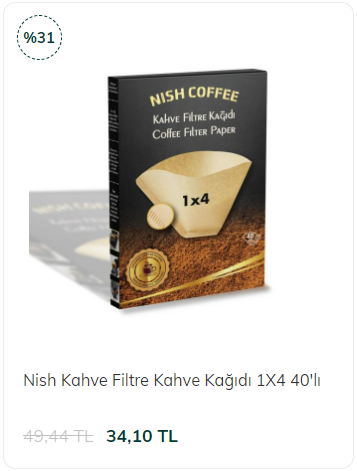 %31
NISH COFFEE
Kahve Filtre Kağıdı
Coffee Filter Paper
1x4
Nish Kahve Filtre Kahve Kağıdı 1X4 40'lı
49,44 TL 34,10 TL